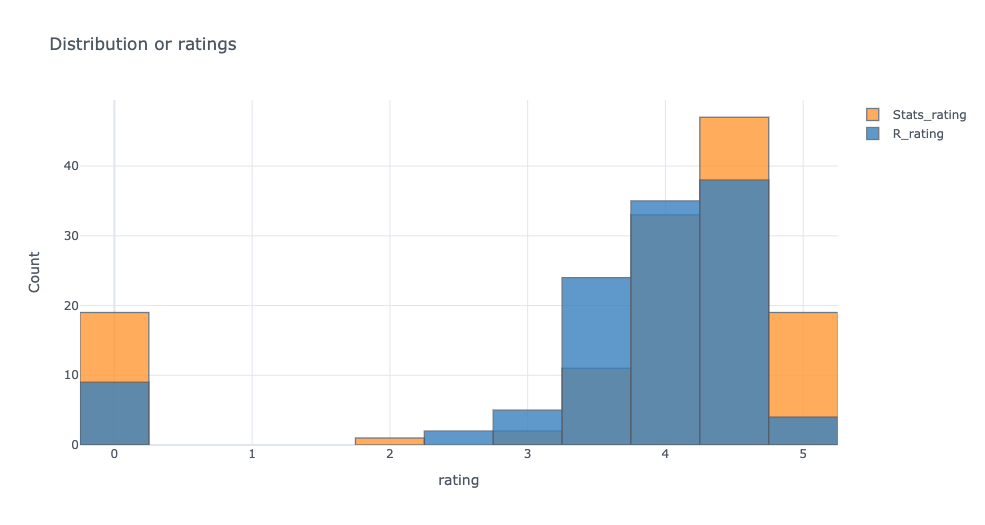 Distribution or ratings
Stats_rating
R_rating
40
30
20
10
0
Count
0 1 2 3 4 5
rating